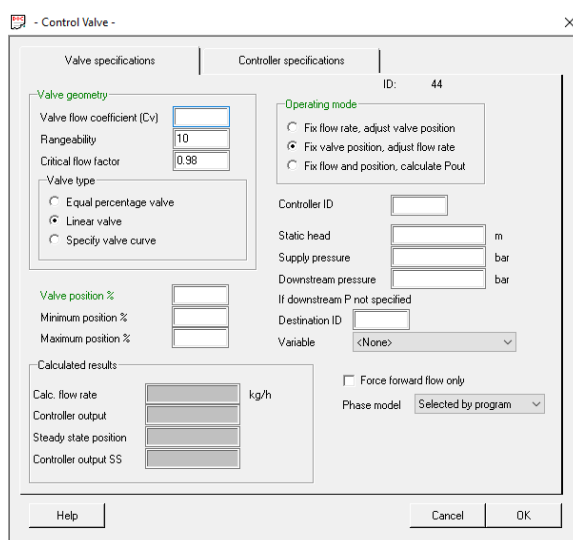 - Control Valve -
Valve specifications
Controller specifications
ID: 44
Valve geometry
Valve flow coefficient (Cv)
Rangeability 10
Critical flow factor 0.98
Valve type
Equal percentage valve
Linear valve
Specify valve curve
Operating mode
Fix flow rate, adjust valve position
Fix valve position, adjust flow rate
Fix flow and position, calculate Pout
Controller ID
Static head m
Supply pressure bar
Downstream pressure bar
If downstream P not specified
Destination ID
Variable <None>
Valve position %
Minimum position %
Maximum position %
Calculated results
Calc. flow rate kg/h
Controller output
Steady state position
Controller output SS
Force forward flow only
Phase model Selected by program
Help
Cancel
OK